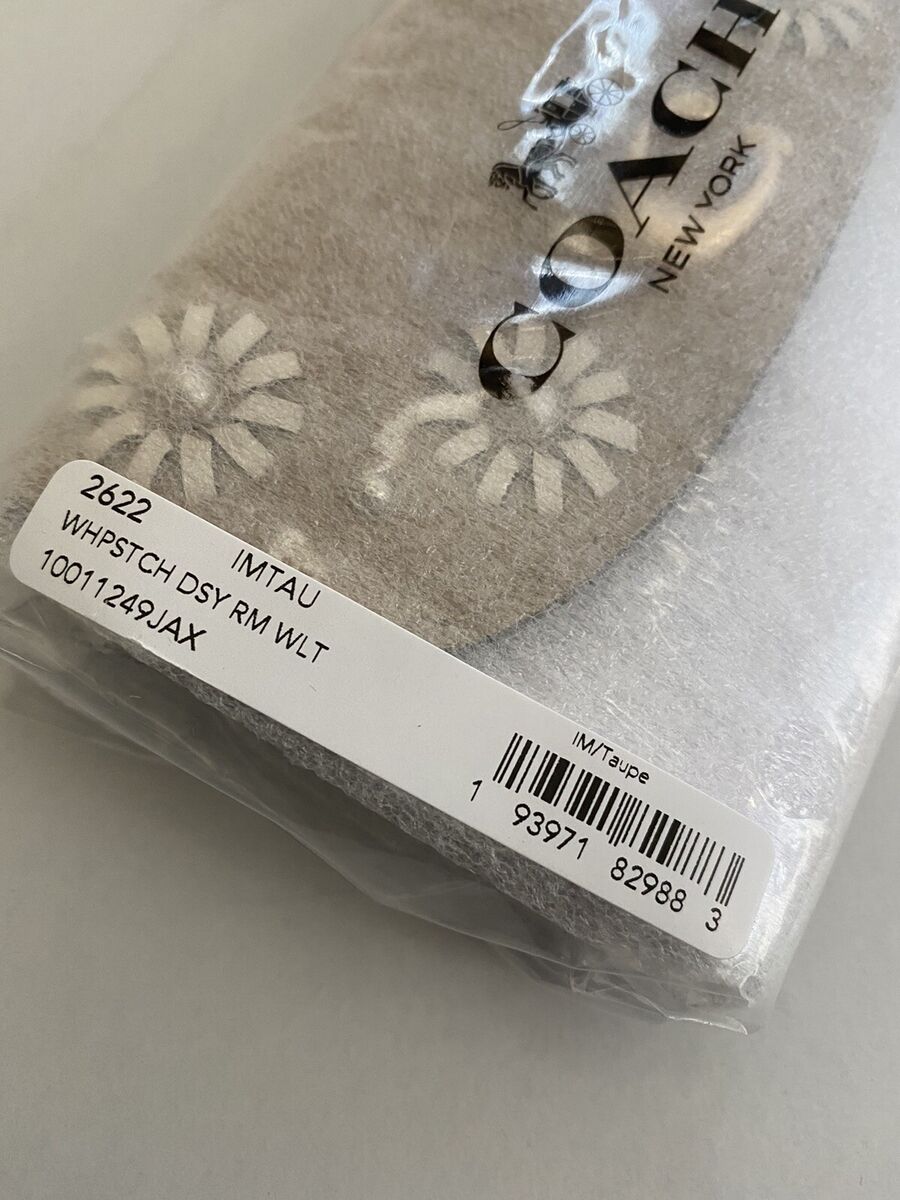 COACH
NEW YORK
2622
IMTAU
WHPSTCH DSY RM WLT
10011249JAX
IM/Taupe
1 93971 82988 3